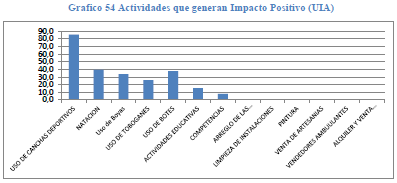 Grafico 54 Actividades que generan Impacto Positivo (UIA)
90,0
80,0
70,0
60,0
50,0
40,0
30,0
20,0
10,0
0,0
USO DE CANCHAS DEPORTIVOS
NATACION
Uso de Boyas
USO DE TOBOGANES
USO DE BOTES
ACTIVIDADES EDUCATIVAS
COMPETENCIAS
ARREGLO DE LAS...
LIMPIEZA DE INSTALACIONES
PINTURA
VENTA DE ARTESANIAS
VENDEDORES AMBULANTES
ALQUILER Y VENTA...